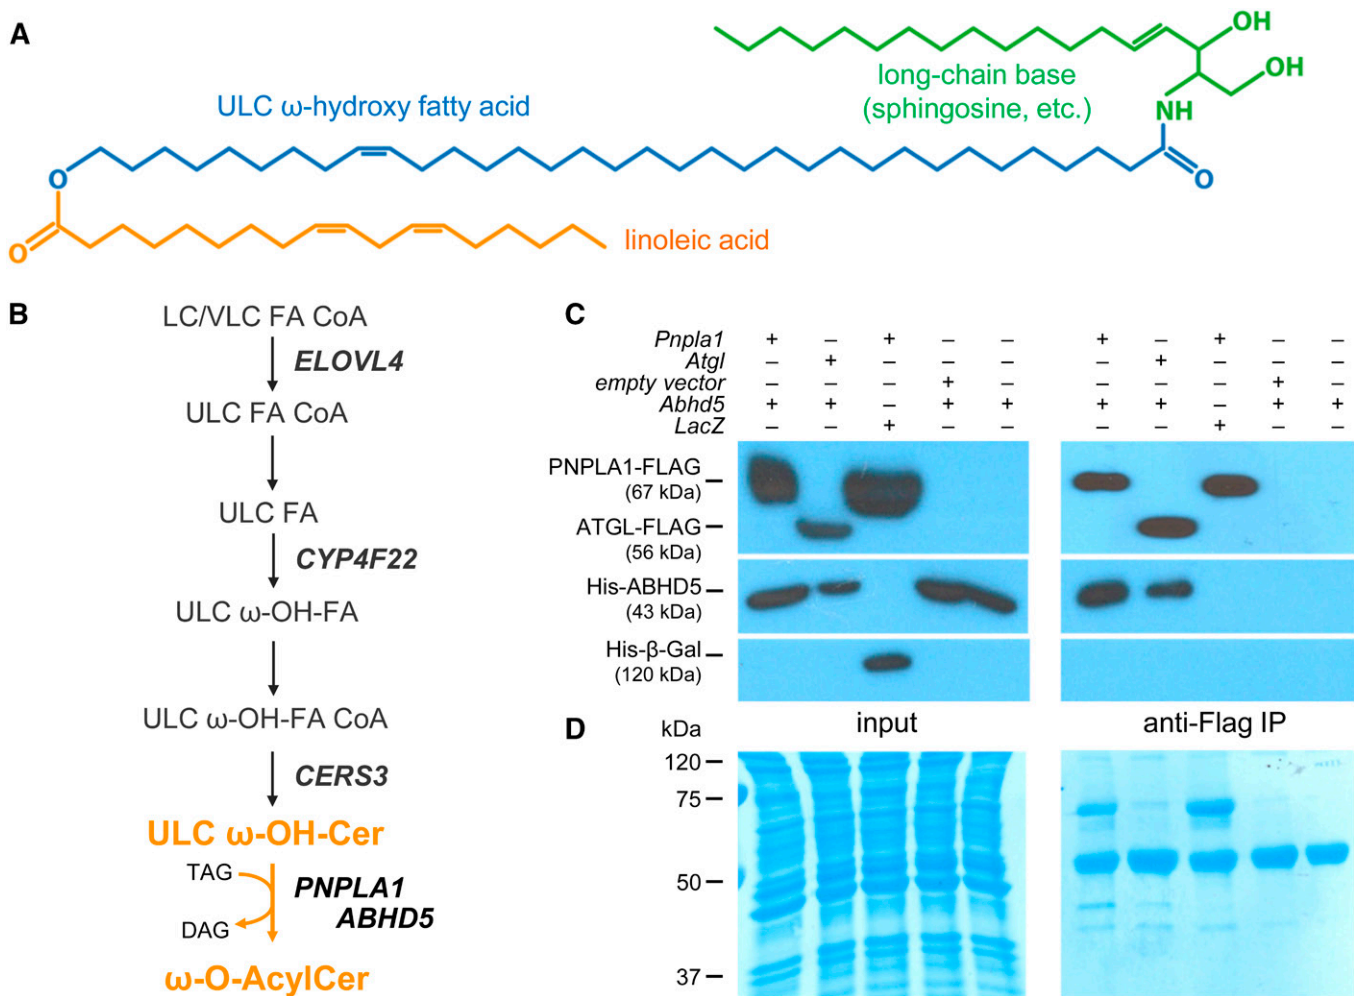 A
OH
long-chain base
(sphingosine, etc.)
OH
ULC ω-hydroxy fatty acid
NH
O
O
O
linoleic acid
B
LC/VLC FA CoA
ELOVL4
ULC FA CoA
ULC FA
CYP4F22
ULC ω-OH-FA
ULC ω-OH-FA CoA
CERS3
ULC ω-OH-Cer
TAG
PNPLA1
ABHD5
DAG
ω-O-AcylCer
C
Pnpla1 + – + – – + – + – –
Atgl – + – – – – + – – –
empty vector – – – + – – – – + –
Abhd5 + + – + + + + – + +
LacZ – – + – – – – + – –
PNPLA1-FLAG
(67 kDa)
ATGL-FLAG
(56 kDa)
His-ABHD5
(43 kDa)
His-β-Gal
(120 kDa)
input
anti-Flag IP
D
kDa
120
75
50
37